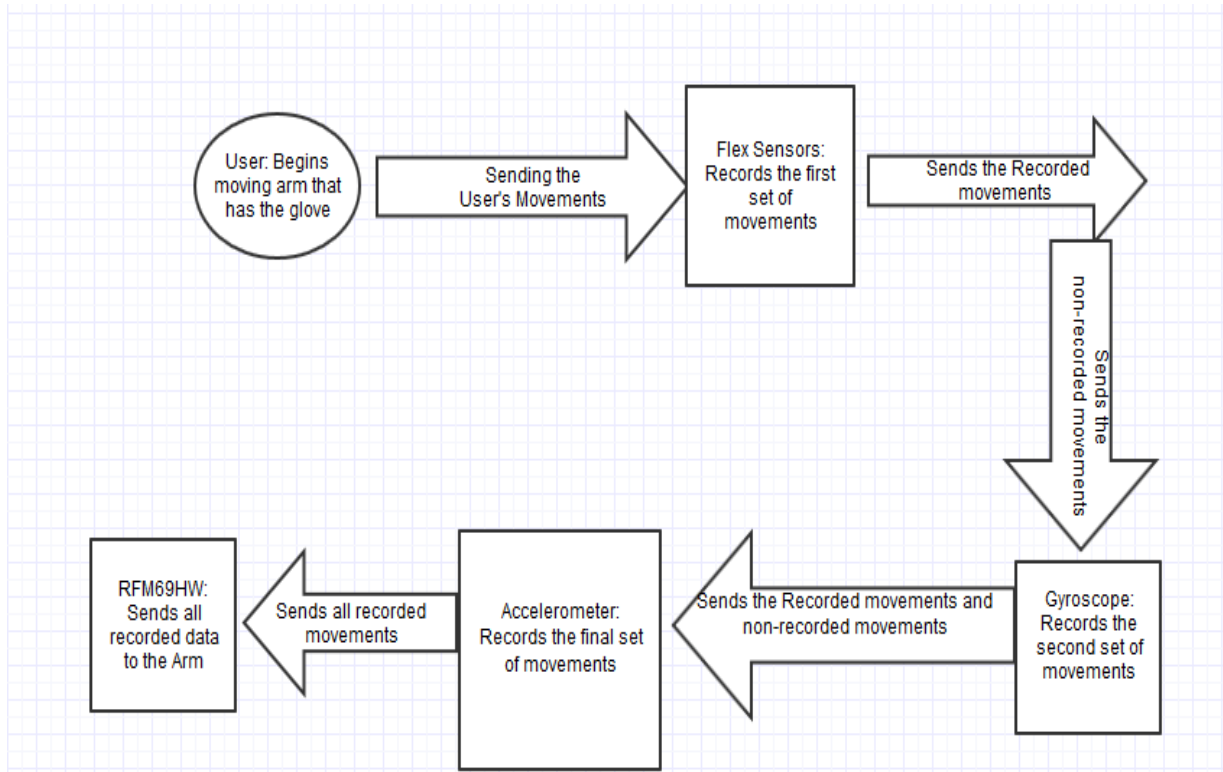 User: Begins
moving arm that
has the glove
Sending the
User's Movements
Flex Sensors:
Records the first
set of
movements
Sends the Recorded
movements
Sends the
non-recorded movements
Gyroscope:
Records the
second set of
movements
Sends the Recorded movements and
non-recorded movements
Accelerometer:
Records the final set
of movements
Sends all recorded
movements
RFM69HW:
Sends all
recorded data
to the Arm